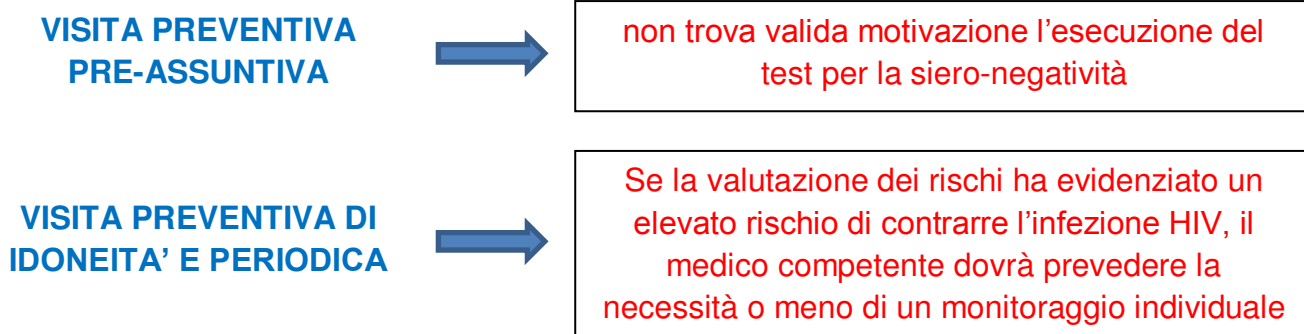 VISITA PREVENTIVA
PRE-ASSUNTIVA
non trova valida motivazione l’esecuzione del
test per la siero-negatività
VISITA PREVENTIVA DI
IDONEITA’ E PERIODICA
Se la valutazione dei rischi ha evidenziato un
elevato rischio di contrarre l’infezione HIV, il
medico competente dovrà prevedere la
necessità o meno di un monitoraggio individuale